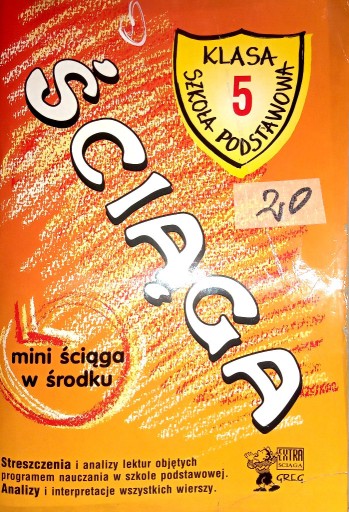 KLASA
5
SZKOŁA PODSTAWOWA
ŚCIĄGA
20
mini ściąga
w środku
Streszczenia i analizy lektur objętych
programem nauczania w szkole podstawowej.
Analizy i interpretacje wszystkich wierszy.
EXTRA
ŚCIĄGA
GREG